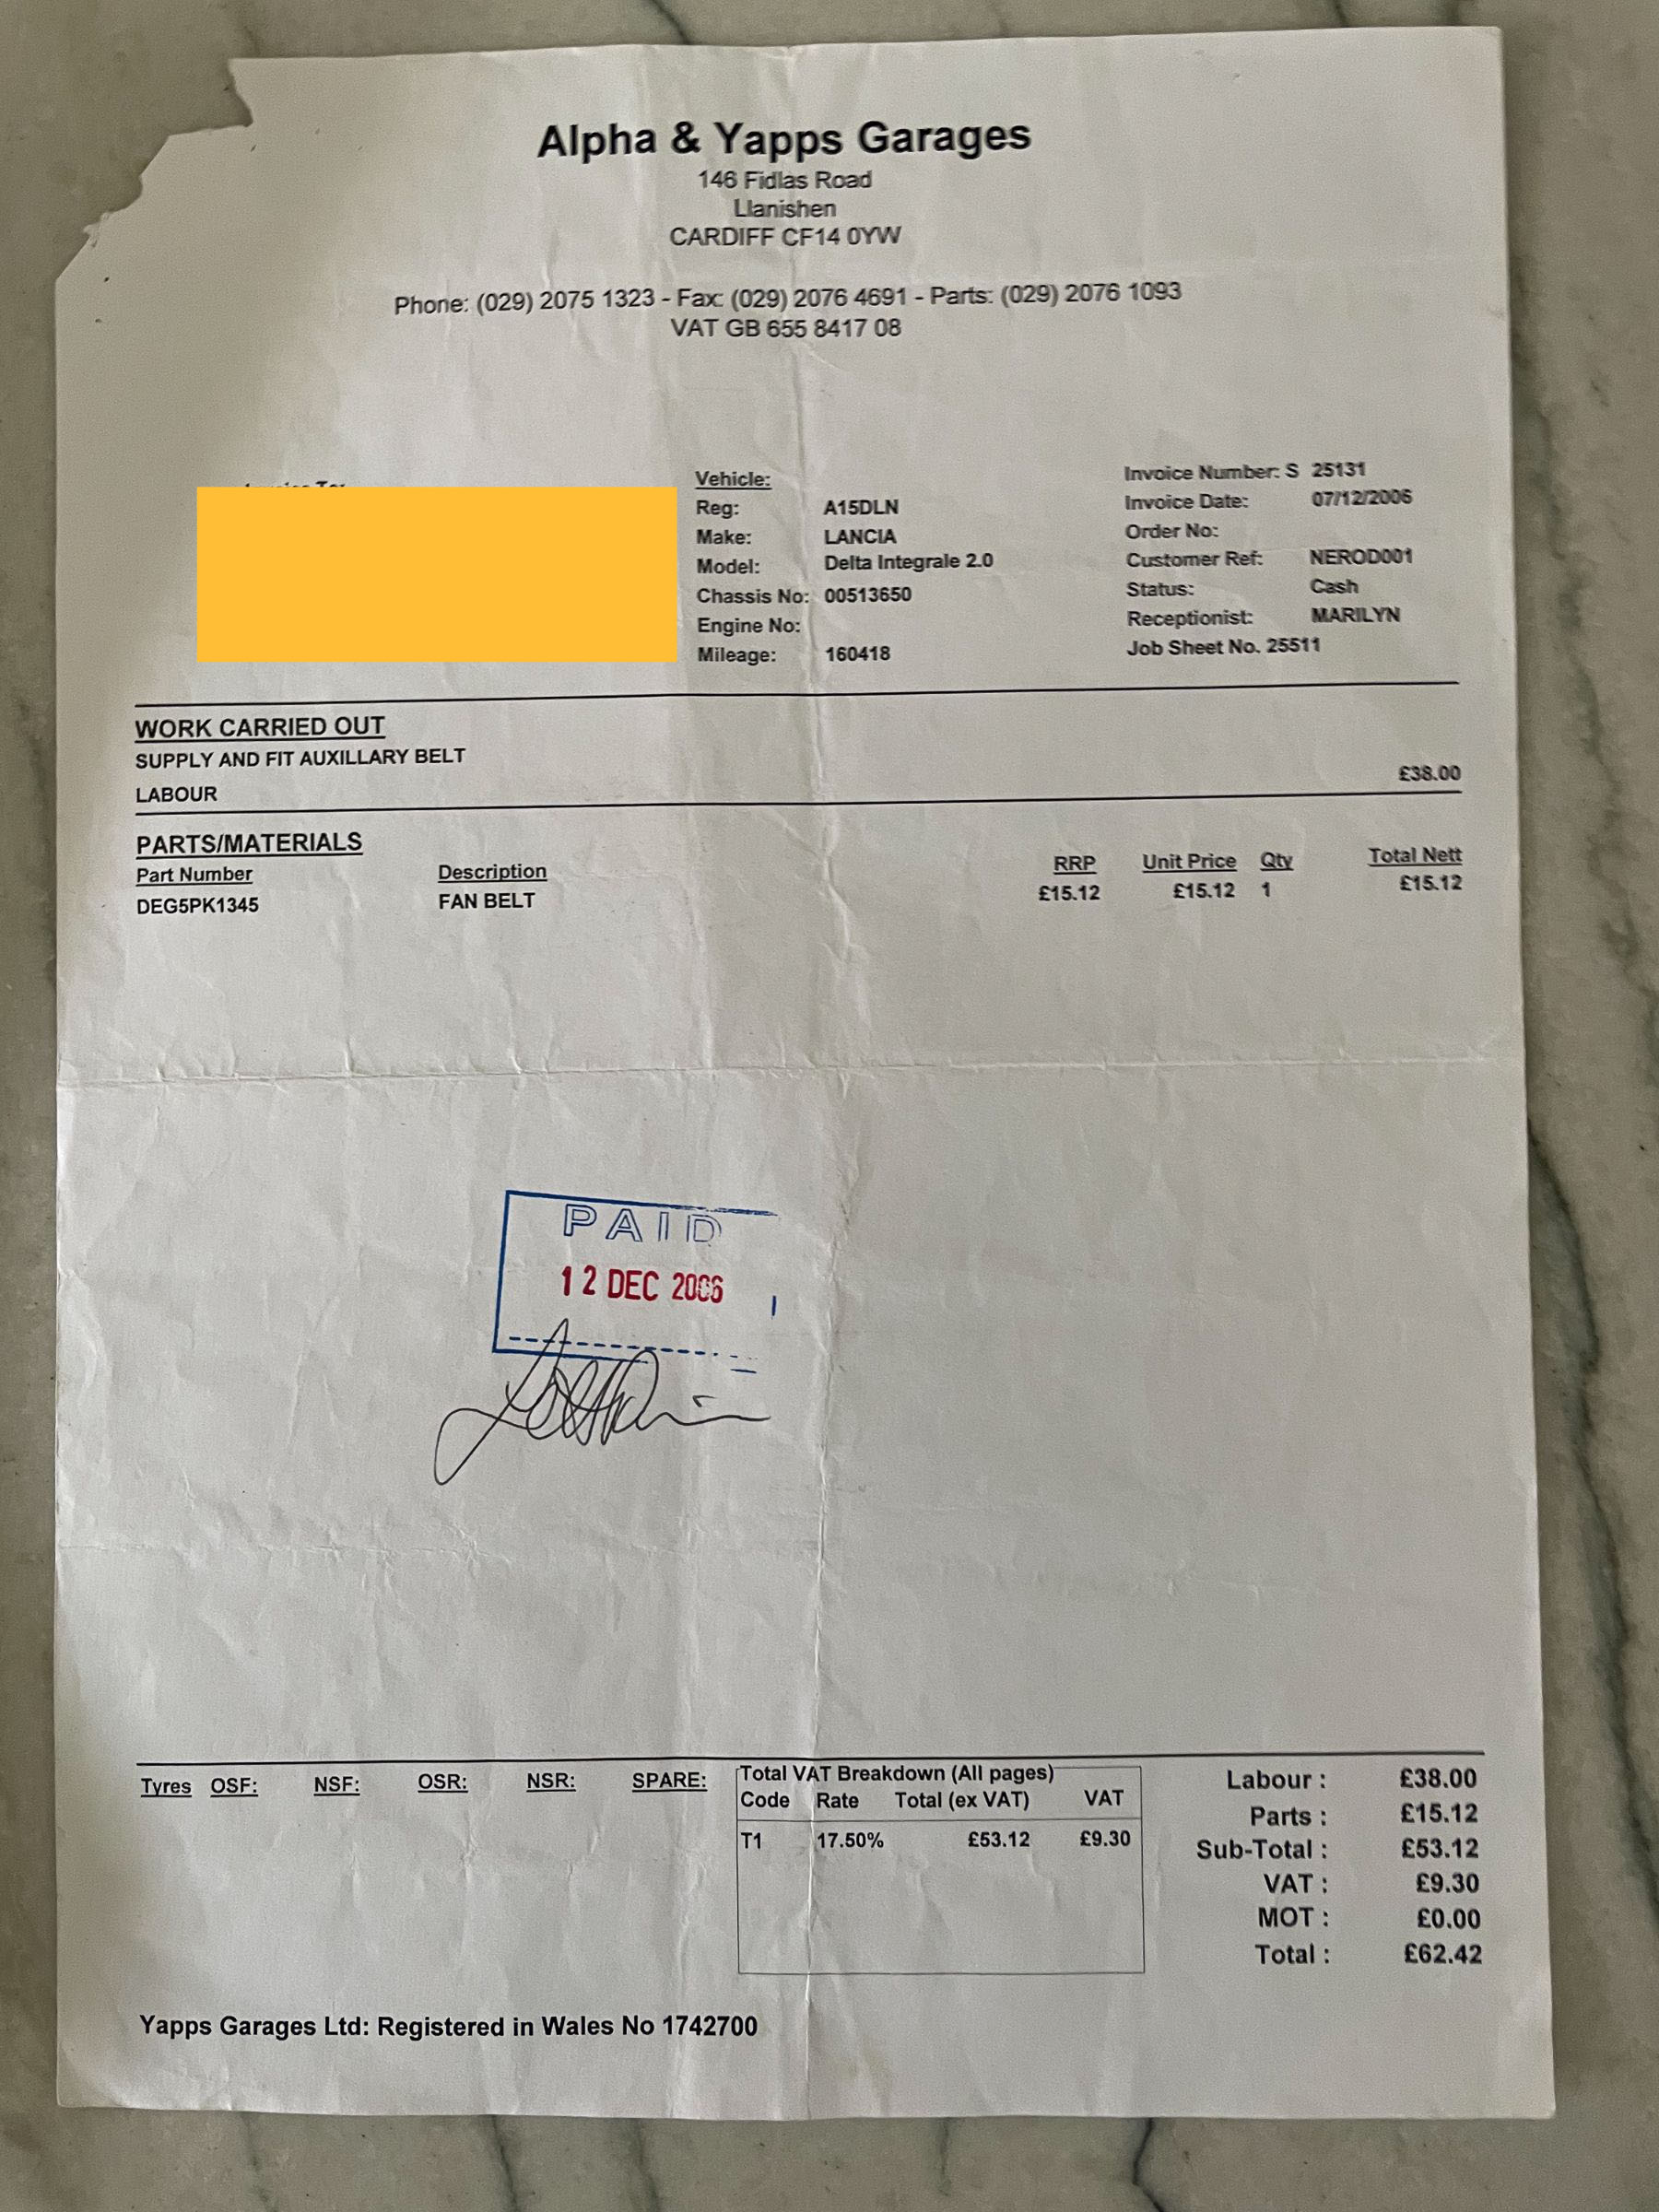 Alpha & Yapps Garages
146 Fidlas Road
Llanishen
CARDIFF CF14 0YW
Phone: (029) 2075 1323 - Fax: (029) 2076 4691 - Parts: (029) 2076 1093
VAT GB 655 8417 08
Vehicle:
Reg: A15DLN
Make: LANCIA
Model: Delta Integrale 2.0
Chassis No: 00513650
Engine No:
Mileage: 160418
Invoice Number: S 25131
Invoice Date: 07/12/2006
Order No:
Customer Ref: NEROD001
Status: Cash
Receptionist: MARILYN
Job Sheet No. 25511
WORK CARRIED OUT
SUPPLY AND FIT AUXILLARY BELT
LABOUR £38.00
PARTS/MATERIALS
Part Number Description RRP Unit Price Qty Total Nett
DEG5PK1345 FAN BELT £15.12 £15.12 1 £15.12
PAID
12 DEC 2006
Tyres OSF: NSF: OSR: NSR: SPARE:
Total VAT Breakdown (All pages)
Code Rate Total (ex VAT) VAT
T1 17.50% £53.12 £9.30
Labour : £38.00
Parts : £15.12
Sub-Total : £53.12
VAT : £9.30
MOT : £0.00
Total : £62.42
Yapps Garages Ltd: Registered in Wales No 1742700